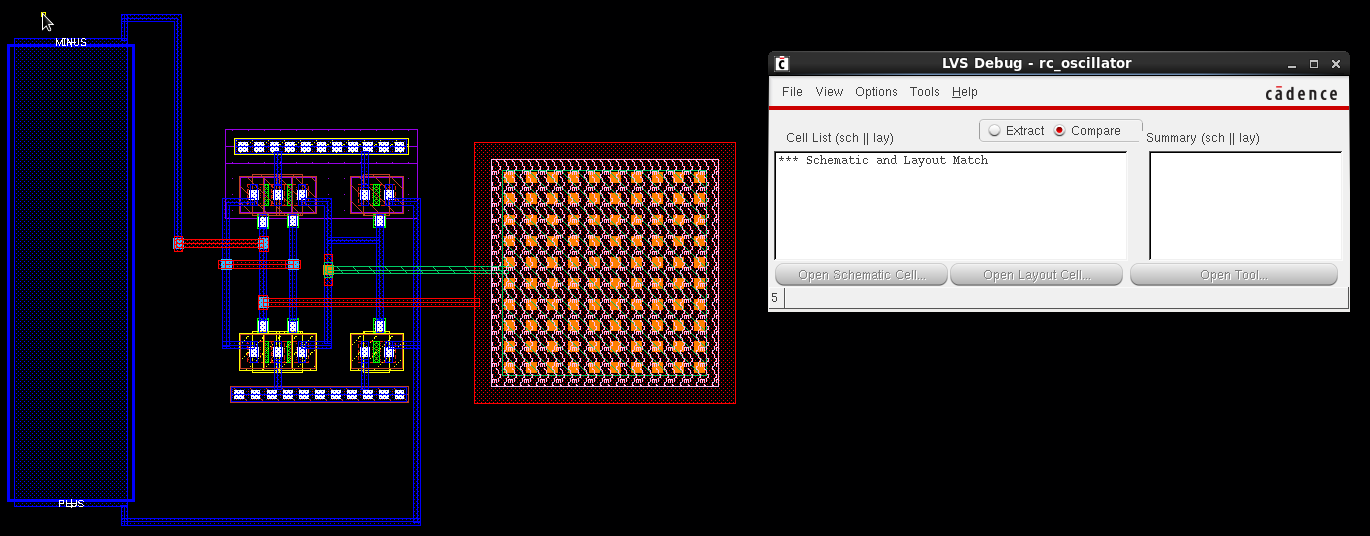 MINUS
PLUS
LVS Debug - rc_oscillator
File View Options Tools Help
cādence
Extract Compare
Cell List (sch || lay) Summary (sch || lay)
*** Schematic and Layout Match
Open Schematic Cell... Open Layout Cell... Open Tool...
5